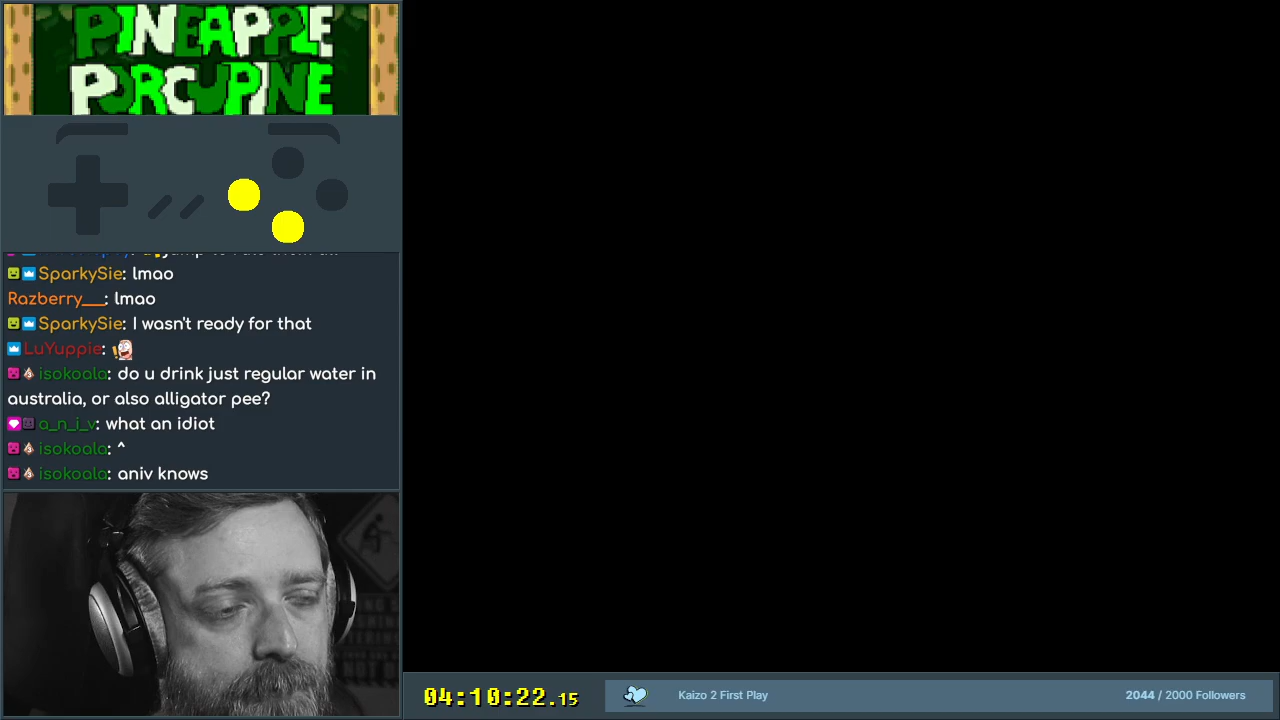 PINEAPPLE
PORCUPINE
SparkySie: lmao
Razberry___: lmao
SparkySie: I wasn't ready for that
LuYuppie:
isokoala: do u drink just regular water in
australia, or also alligator pee?
a_n_i_v: what an idiot
isokoala: ^
isokoala: aniv knows
04:10:22.15
Kaizo 2 First Play
2044 / 2000 Followers